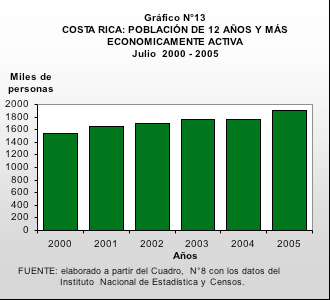 Gráfico N°13
COSTA RICA: POBLACIÓN DE 12 AÑOS Y MÁS
ECONOMICAMENTE ACTIVA
Julio 2000 - 2005
Miles de
personas
2000
1800
1600
1400
1200
1000
800
600
400
200
0
2000 2001 2002 2003 2004 2005
Años
FUENTE: elaborado a partir del Cuadro, N°8 con los datos del
Instituto Nacional de Estadística y Censos.